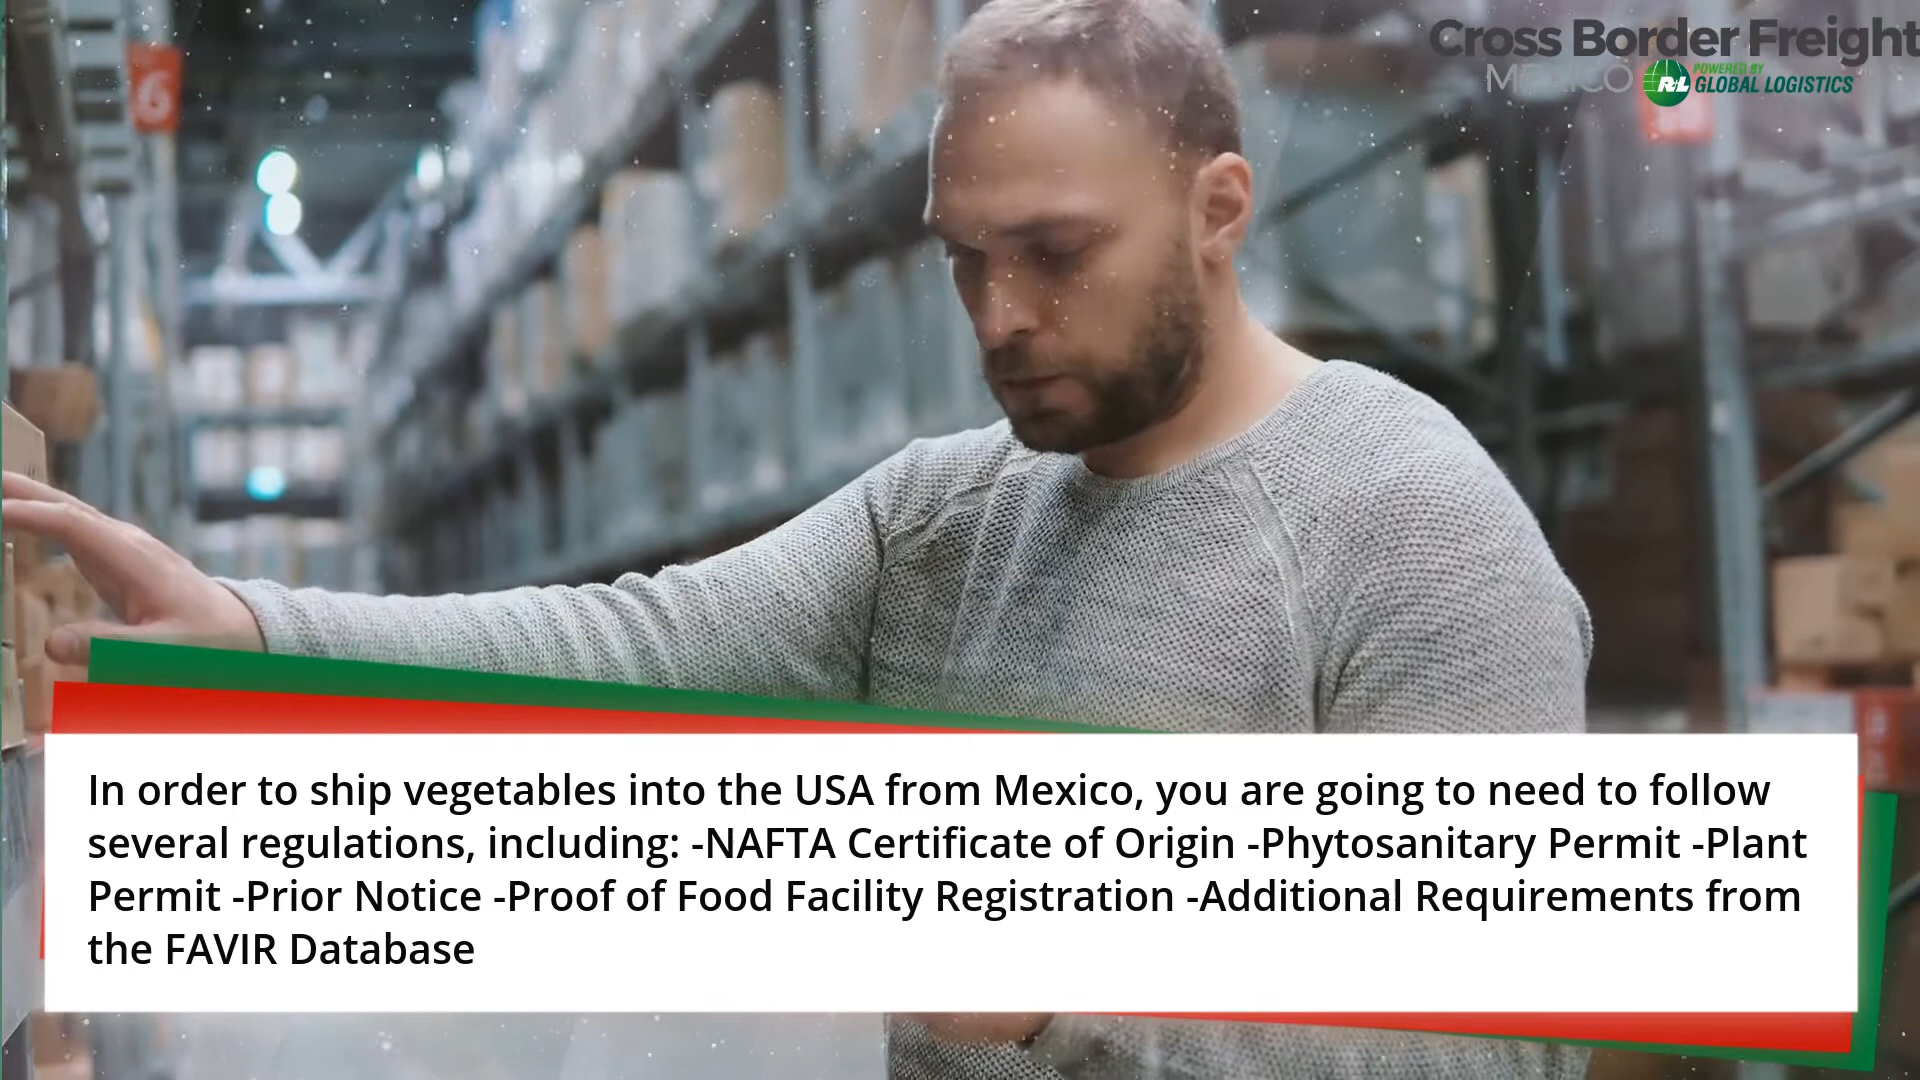 6
Cross Border Freight
MEXICO
R+L
POWERED BY
GLOBAL LOGISTICS
In order to ship vegetables into the USA from Mexico, you are going to need to follow
several regulations, including: -NAFTA Certificate of Origin -Phytosanitary Permit -Plant
Permit -Prior Notice -Proof of Food Facility Registration -Additional Requirements from
the FAVIR Database